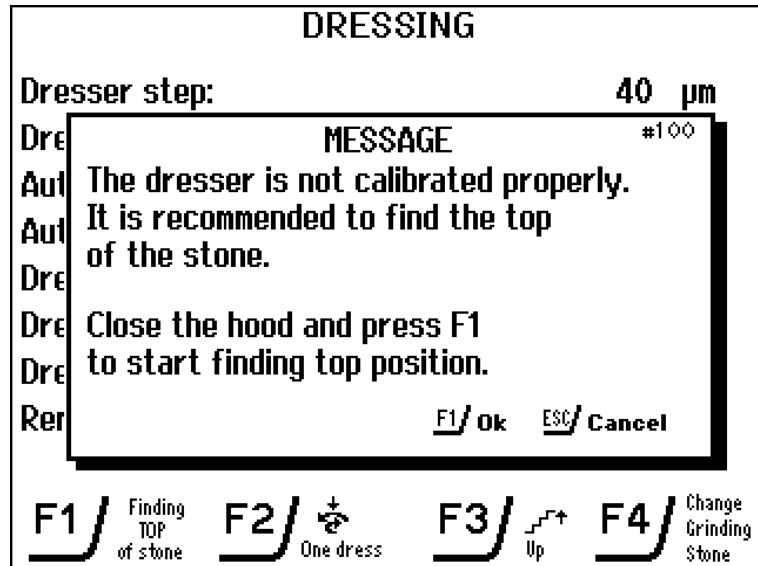 DRESSING
Dresser step: 40 µm
MESSAGE #100
The dresser is not calibrated properly.
It is recommended to find the top
of the stone.
Close the hood and press F1
to start finding top position.
F1 Ok ESC Cancel
F1 Finding TOP of stone
F2 One dress
F3 Up
F4 Change Grinding Stone